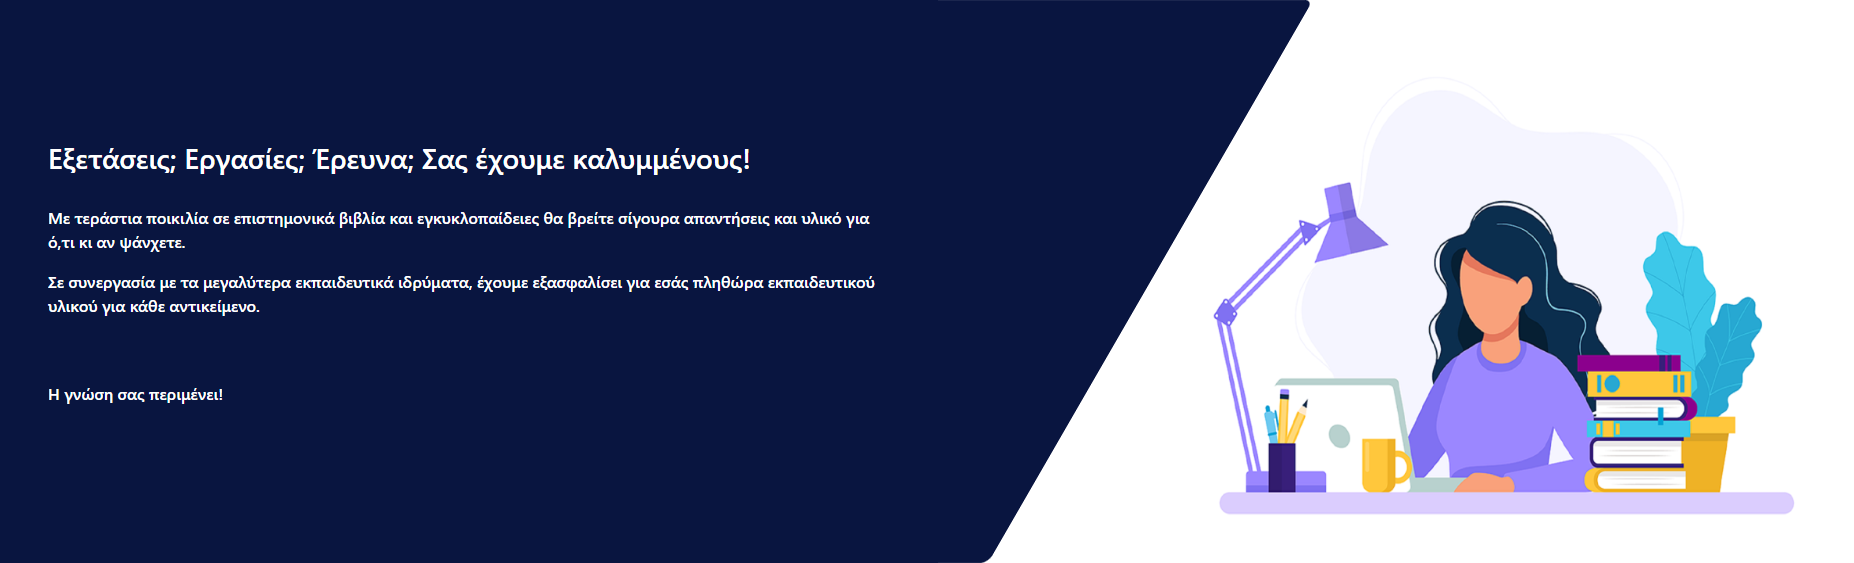 Εξετάσεις; Εργασίες; Έρευνα; Σας έχουμε καλυμμένους!
Με τεράστια ποικιλία σε επιστημονικά βιβλία και εγκυκλοπαίδειες θα βρείτε σίγουρα απαντήσεις και υλικό για
ό,τι κι αν ψάνχετε.
Σε συνεργασία με τα μεγαλύτερα εκπαιδευτικά ιδρύματα, έχουμε εξασφαλίσει για εσάς πληθώρα εκπαιδευτικού
υλικού για κάθε αντικείμενο.
Η γνώση σας περιμένει!